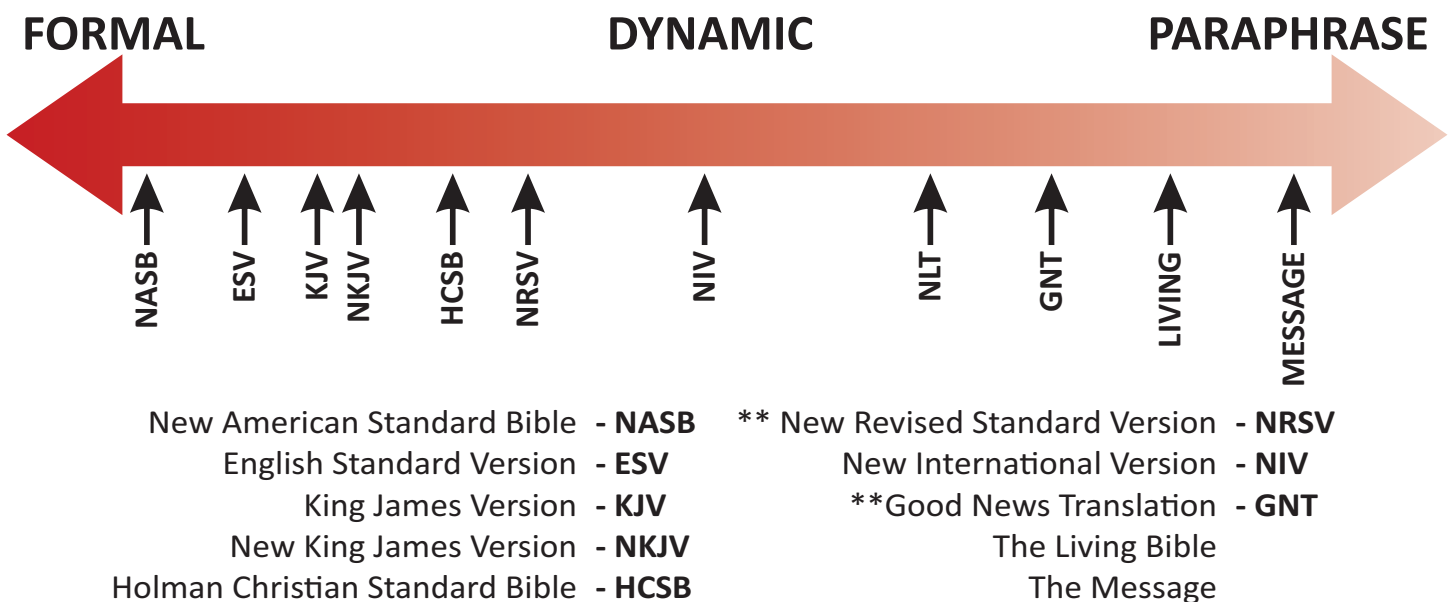 FORMAL DYNAMIC PARAPHRASE
NASB
ESV
KJV
NKJV
HCSB
NRSV
NIV
NLT
GNT
LIVING
MESSAGE
New American Standard Bible - NASB
English Standard Version - ESV
King James Version - KJV
New King James Version - NKJV
Holman Christian Standard Bible - HCSB
** New Revised Standard Version - NRSV
New International Version - NIV
**Good News Translation - GNT
The Living Bible
The Message